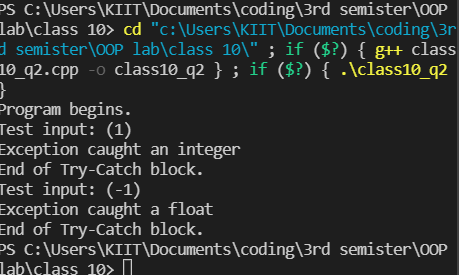 PS C:\Users\KIIT\Documents\coding\3rd semister\OOP
lab\class 10> cd "c:\Users\KIIT\Documents\coding\3r
d semister\OOP lab\class 10\" ; if ($?) { g++ class
10_q2.cpp -o class10_q2 } ; if ($?) { .\class10_q2
}
Program begins.
Test input: (1)
Exception caught an integer
End of Try-Catch block.
Test input: (-1)
Exception caught a float
End of Try-Catch block.
PS C:\Users\KIIT\Documents\coding\3rd semister\OOP
lab\class 10>